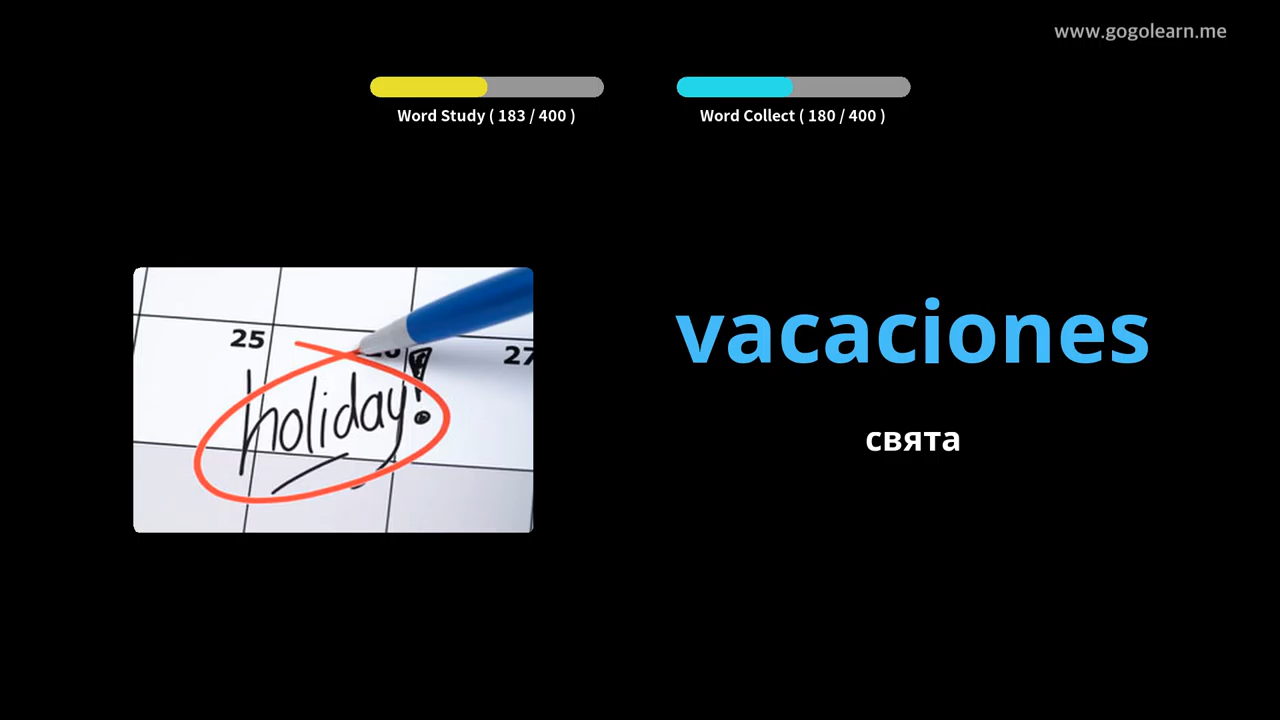 www.gogolearn.me
Word Study ( 183 / 400 )
Word Collect ( 180 / 400 )
25
27
holiday!
vacaciones
свята